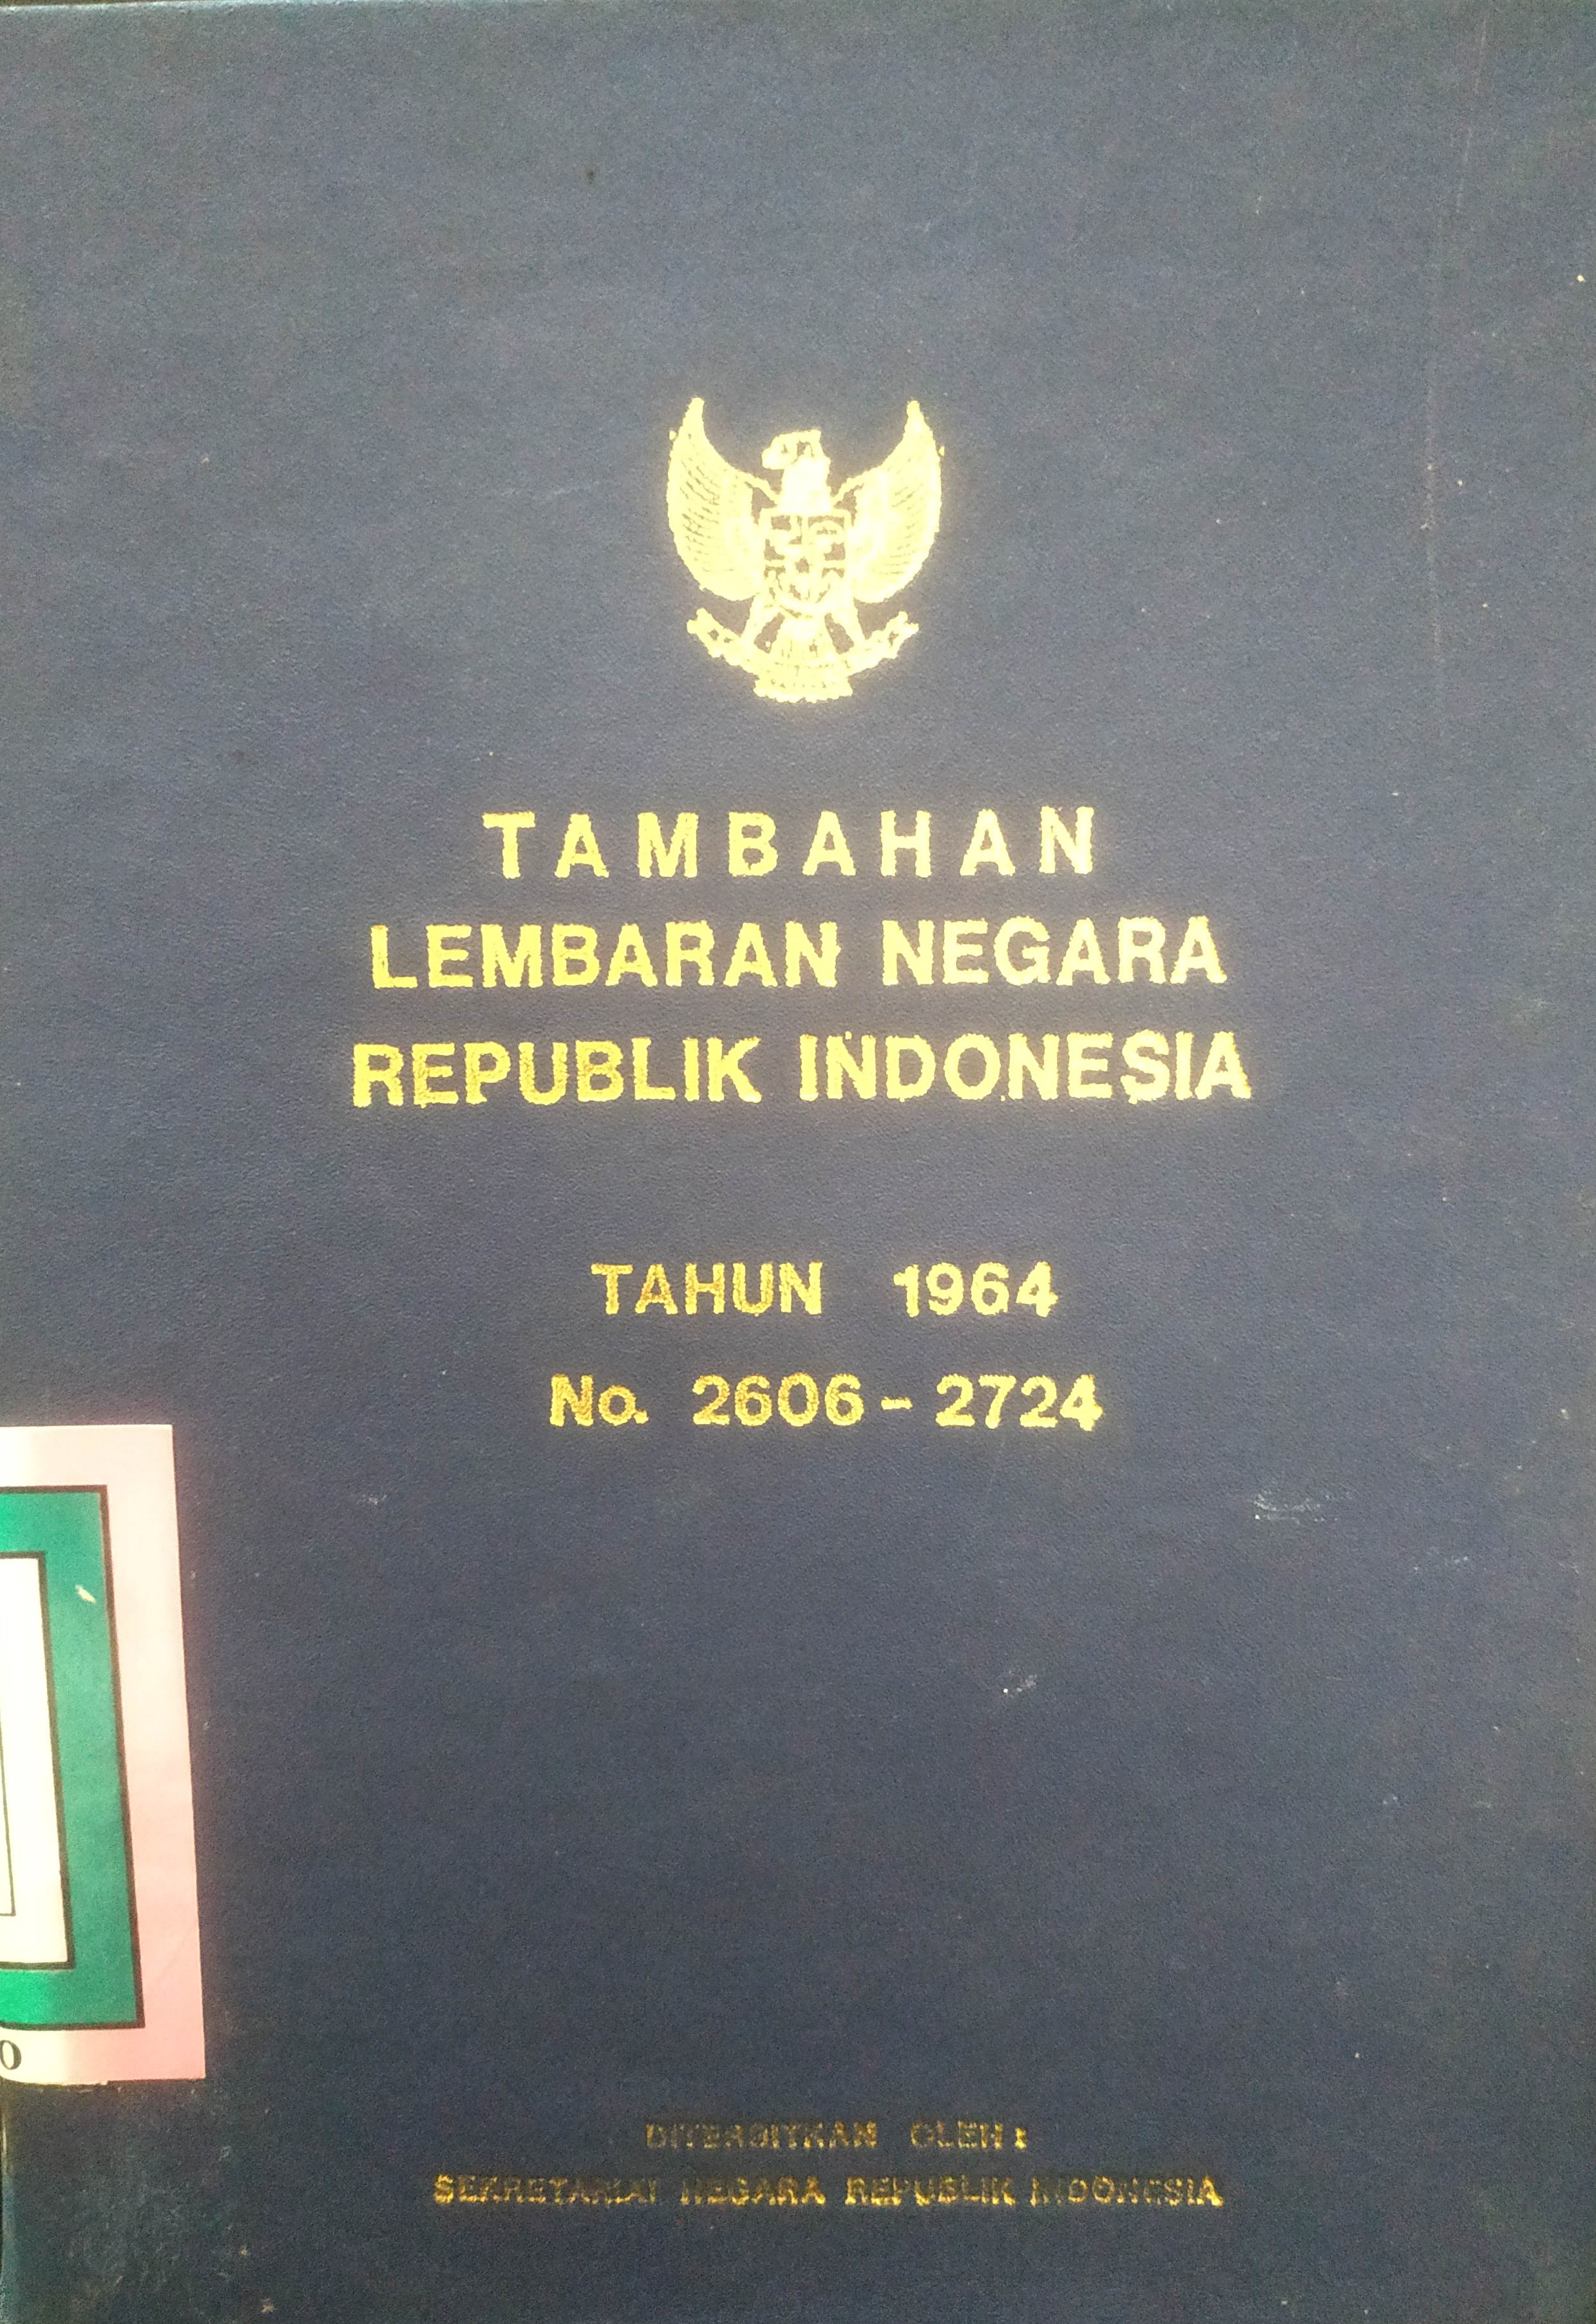 TAMBAHAN
LEMBARAN NEGARA
REPUBLIK INDONESIA
TAHUN 1964
No. 2606 - 2724
DITERBITKAN OLEH :
SEKRETARIAT NEGARA REPUBLIK INDONESIA
O